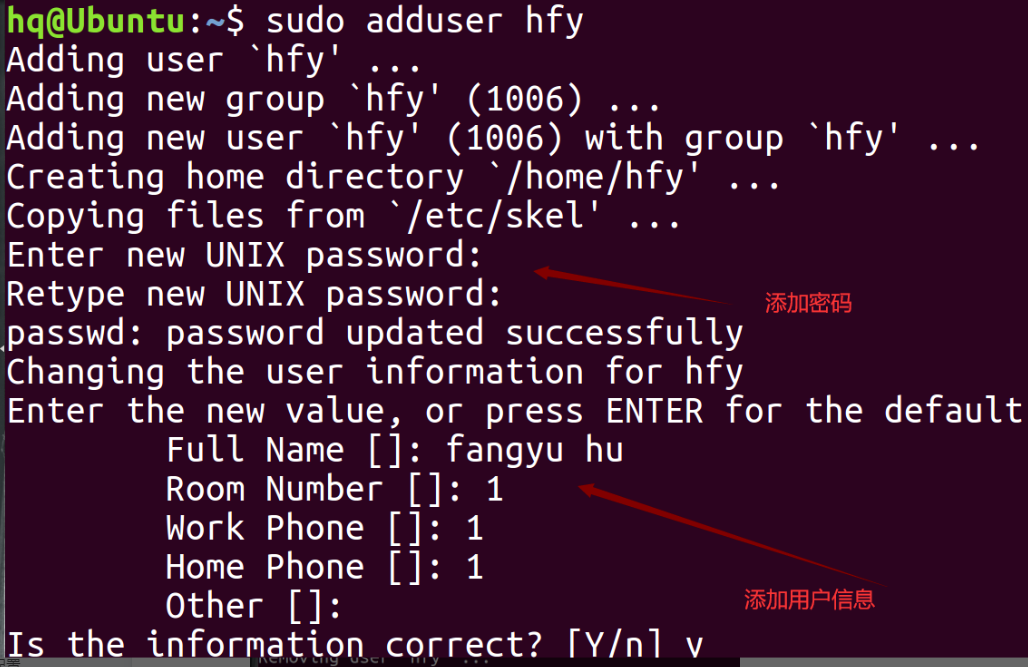 hq@Ubuntu:~$ sudo adduser hfy
Adding user `hfy' ...
Adding new group `hfy' (1006) ...
Adding new user `hfy' (1006) with group `hfy' ...
Creating home directory `/home/hfy' ...
Copying files from `/etc/skel' ...
Enter new UNIX password:
Retype new UNIX password:
添加密码
passwd: password updated successfully
Changing the user information for hfy
Enter the new value, or press ENTER for the default
Full Name []: fangyu hu
Room Number []: 1
Work Phone []: 1
Home Phone []: 1
Other []:
添加用户信息
Is the information correct? [Y/n] y
Removing user `hfy' ...